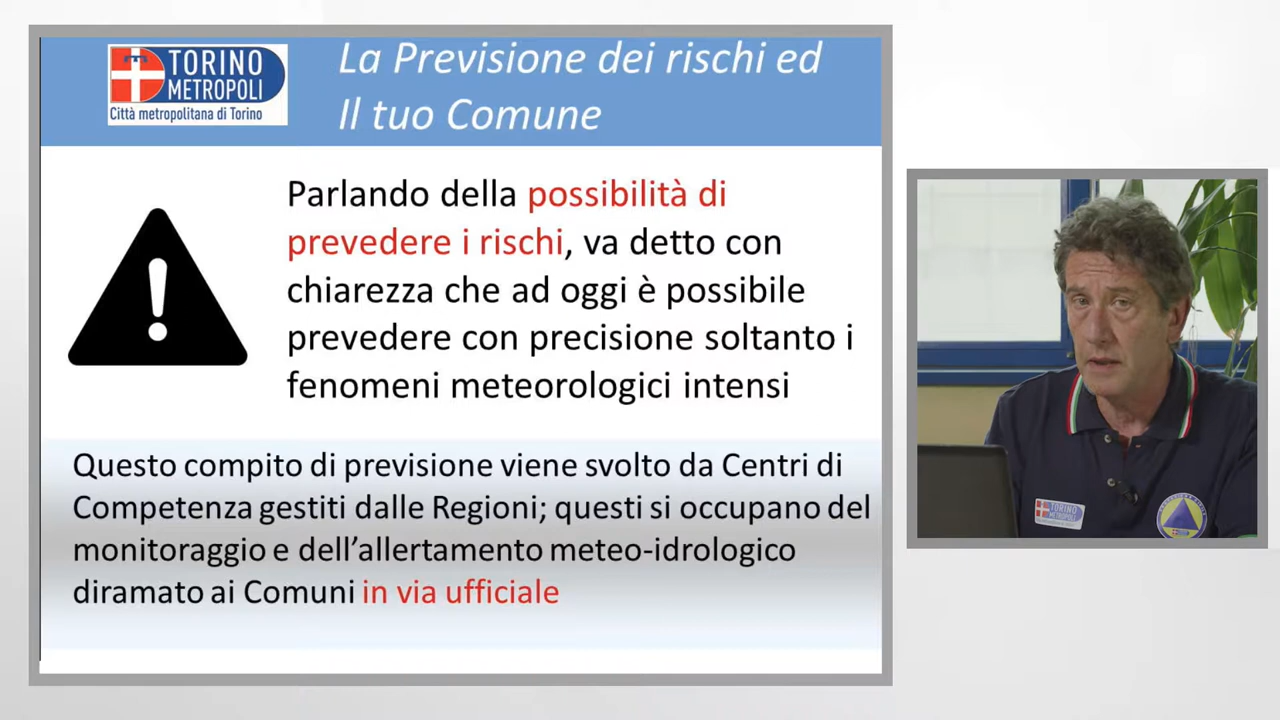 TORINO
METROPOLI
Città metropolitana di Torino
La Previsione dei rischi ed
Il tuo Comune
Parlando della possibilità di
prevedere i rischi, va detto con
chiarezza che ad oggi è possibile
prevedere con precisione soltanto i
fenomeni meteorologici intensi
Questo compito di previsione viene svolto da Centri di
Competenza gestiti dalle Regioni; questi si occupano del
monitoraggio e dell’allertamento meteo-idrologico
diramato ai Comuni in via ufficiale
TORINO
METROPOLI